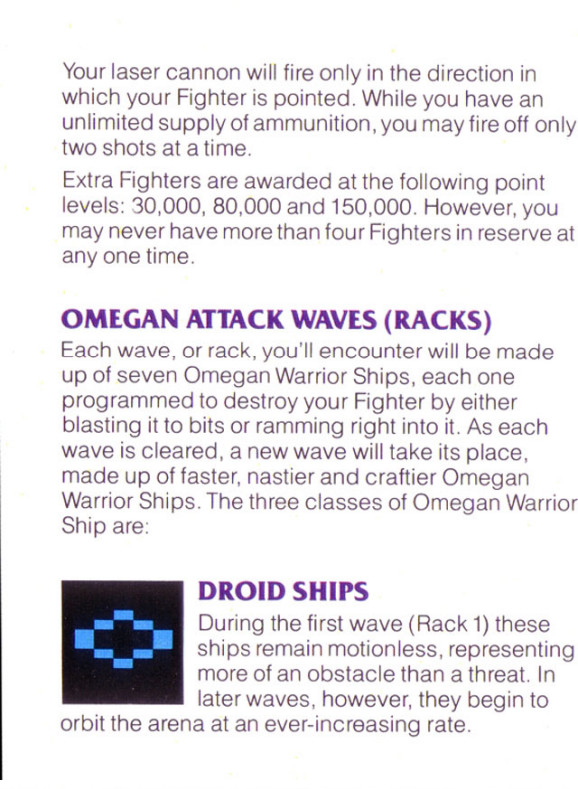 Your laser cannon will fire only in the direction in
which your Fighter is pointed. While you have an
unlimited supply of ammunition, you may fire off only
two shots at a time.
Extra Fighters are awarded at the following point
levels: 30,000, 80,000 and 150,000. However, you
may never have more than four Fighters in reserve at
any one time.
OMEGAN ATTACK WAVES (RACKS)
Each wave, or rack, you'll encounter will be made
up of seven Omegan Warrior Ships, each one
programmed to destroy your Fighter by either
blasting it to bits or ramming right into it. As each
wave is cleared, a new wave will take its place,
made up of faster, nastier and craftier Omegan
Warrior Ships. The three classes of Omegan Warrior
Ship are:
DROID SHIPS
During the first wave (Rack 1) these
ships remain motionless, representing
more of an obstacle than a threat. In
later waves, however, they begin to
orbit the arena at an ever-increasing rate.